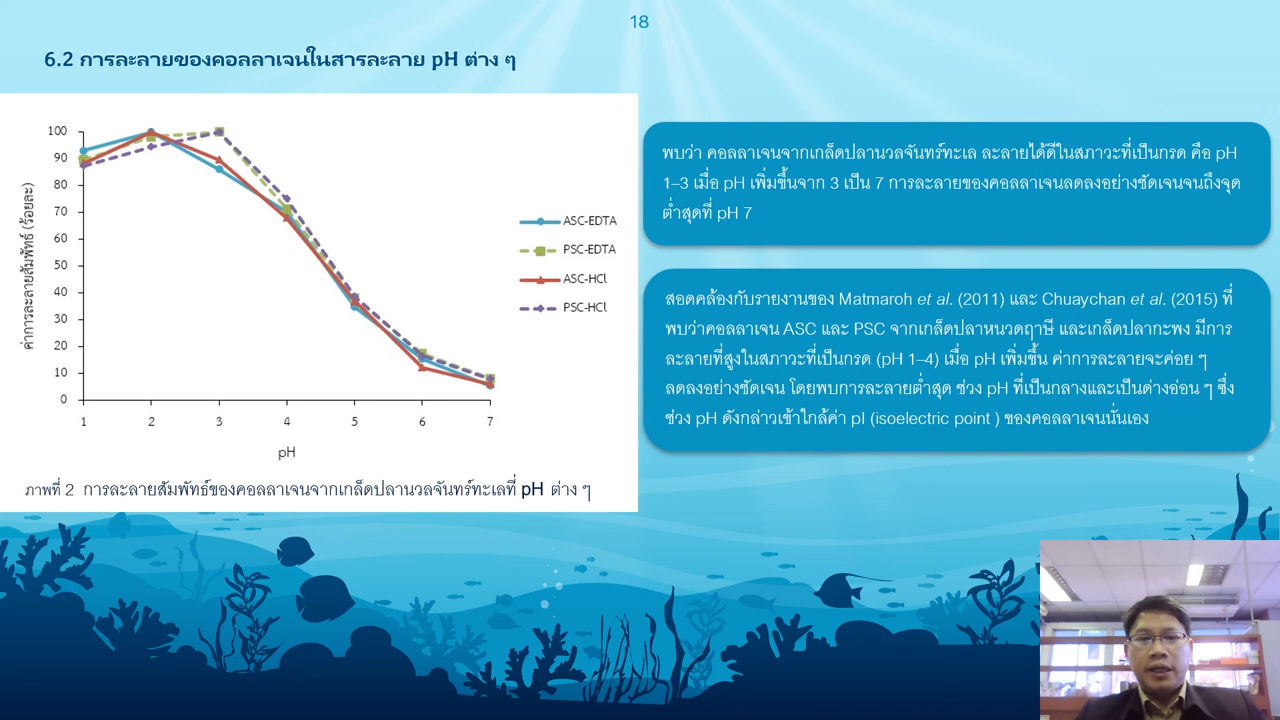 18
6.2 การละลายของคอลลาเจนในสารละลาย pH ต่าง ๆ
ค่าการละลายสัมพัทธ์ (ร้อยละ)
100
90
80
70
60
50
40
30
20
10
0
1 2 3 4 5 6 7
pH
ASC-EDTA
PSC-EDTA
ASC-HCl
PSC-HCl
ภาพที่ 2 การละลายสัมพัทธ์ของคอลลาเจนจากเกล็ดปลานวลจันทร์ทะเลที่ pH ต่าง ๆ
พบว่า คอลลาเจนจากเกล็ดปลานวลจันทร์ทะเล ละลายได้ดีในสภาวะที่เป็นกรด คือ pH
1–3 เมื่อ pH เพิ่มขึ้นจาก 3 เป็น 7 การละลายของคอลลาเจนลดลงอย่างชัดเจนจนถึงจุด
ต่ำสุดที่ pH 7
สอดคล้องกับรายงานของ Matmaroh et al. (2011) และ Chuaychan et al. (2015) ที่
พบว่าคอลลาเจน ASC และ PSC จากเกล็ดปลาหนวดฤาษี และเกล็ดปลากะพง มีการ
ละลายที่สูงในสภาวะที่เป็นกรด (pH 1–4) เมื่อ pH เพิ่มขึ้น ค่าการละลายจะค่อย ๆ
ลดลงอย่างชัดเจน โดยพบการละลายต่ำสุด ช่วง pH ที่เป็นกลางและเป็นด่างอ่อน ๆ ซึ่ง
ช่วง pH ดังกล่าวเข้าใกล้ค่า pI (isoelectric point ) ของคอลลาเจนนั่นเอง